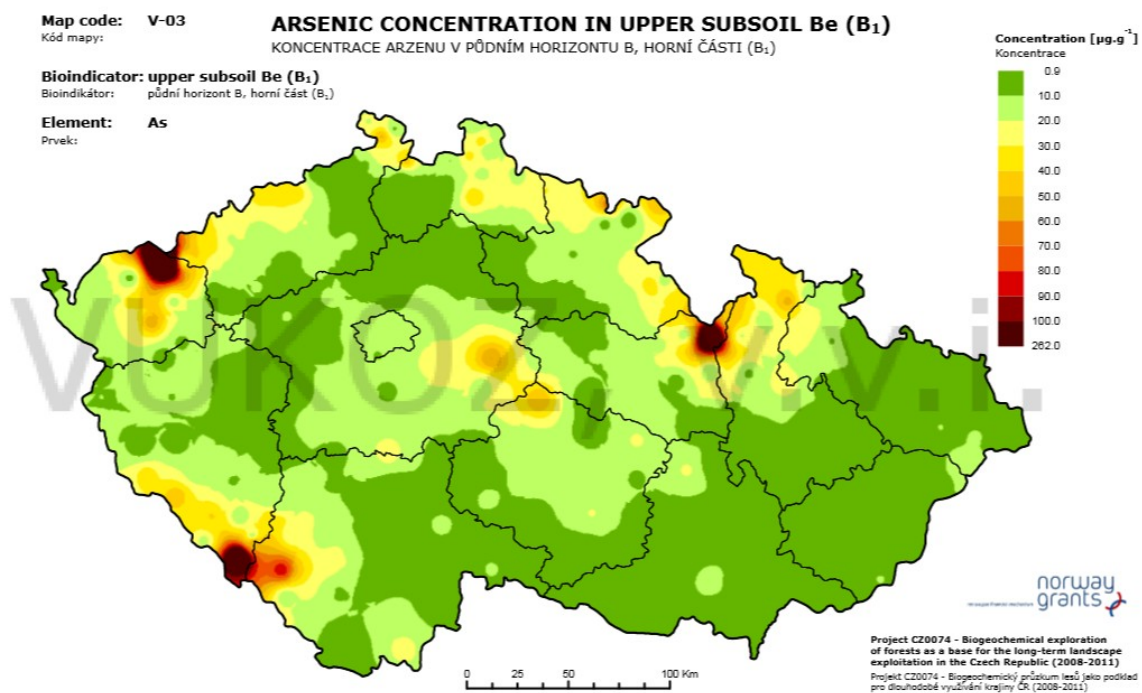 Map code: V-03
Kód mapy:
ARSENIC CONCENTRATION IN UPPER SUBSOIL Be (B₁)
KONCENTRACE ARZENU V PŮDNÍM HORIZONTU B, HORNÍ ČÁSTI (B₁)
Bioindicator: upper subsoil Be (B₁)
Bioindikátor: půdní horizont B, horní část (B₁)
Element: As
Prvek:
Concentration [µg.g⁻¹]
Koncentrace
0.9
10.0
20.0
30.0
40.0
50.0
60.0
70.0
80.0
90.0
100.0
262.0
VÚKOZ, v.v.i.
norway
grants
0 50 100 Km
Project CZ0074 - Biogeochemical exploration
of forests as a base for the long-term landscape
exploitation in the Czech Republic (2008-2011)
Projekt CZ0074 - Biogeochemický průzkum lesů jako podklad
pro dlouhodobé využívání krajiny ČR (2008-2011)